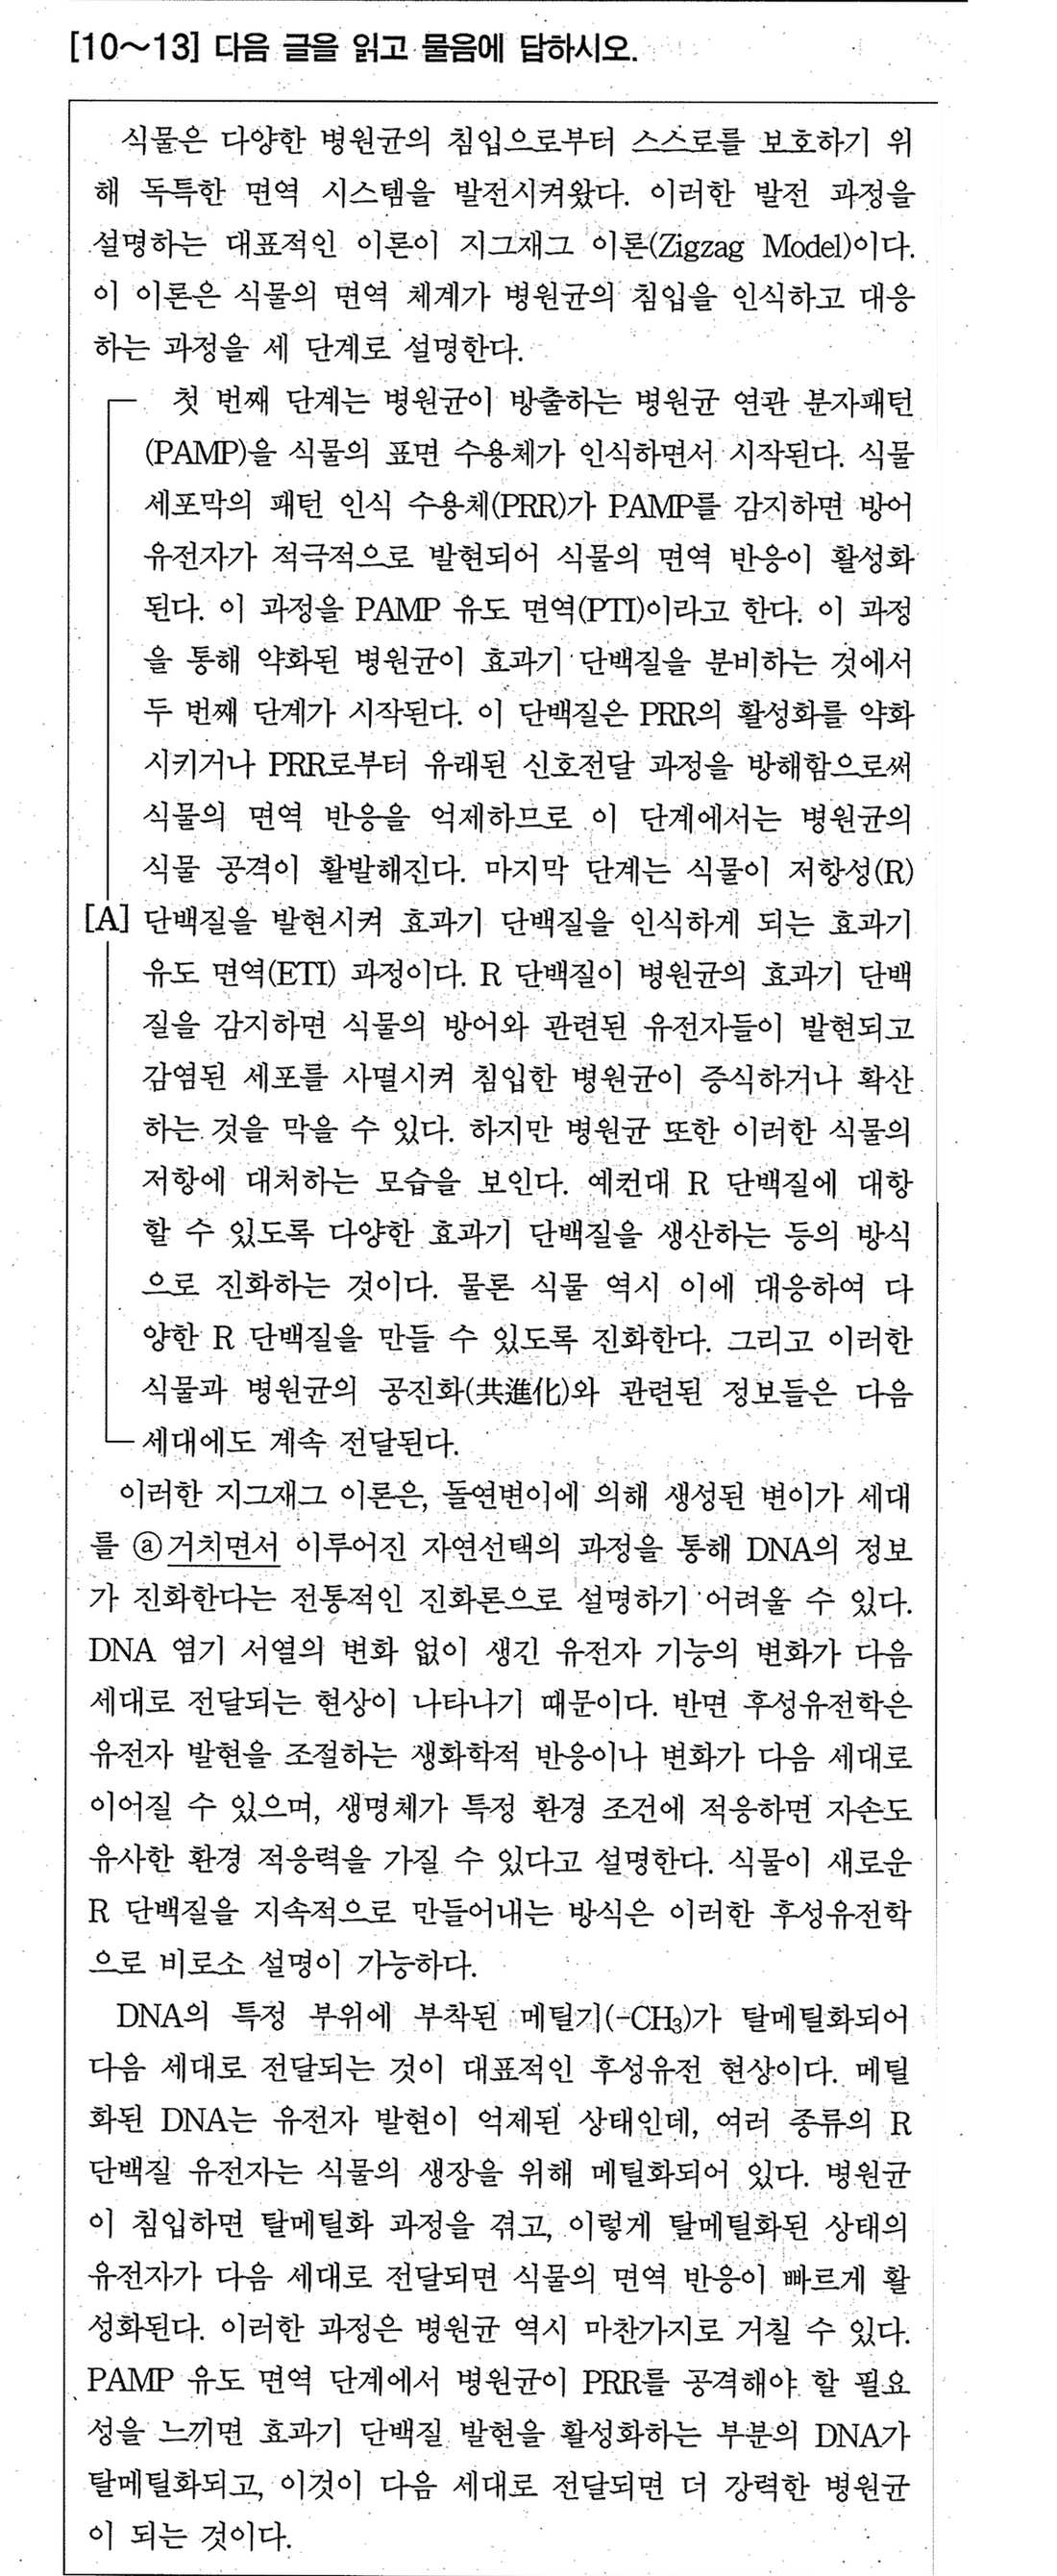 [10～13] 다음 글을 읽고 물음에 답하시오.
식물은 다양한 병원균의 침입으로부터 스스로를 보호하기 위
해 독특한 면역 시스템을 발전시켜왔다. 이러한 발전 과정을
설명하는 대표적인 이론이 지그재그 이론(Zigzag Model)이다.
이 이론은 식물의 면역 체계가 병원균의 침입을 인식하고 대응
하는 과정을 세 단계로 설명한다.
첫 번째 단계는 병원균이 방출하는 병원균 연관 분자패턴
(PAMP)을 식물의 표면 수용체가 인식하면서 시작된다. 식물
세포막의 패턴 인식 수용체(PRR)가 PAMP를 감지하면 방어
유전자가 적극적으로 발현되어 식물의 면역 반응이 활성화
된다. 이 과정을 PAMP 유도 면역(PTI)이라고 한다. 이 과정
을 통해 약화된 병원균이 효과기 단백질을 분비하는 것에서
두 번째 단계가 시작된다. 이 단백질은 PRR의 활성화를 약화
시키거나 PRR로부터 유래된 신호전달 과정을 방해함으로써
식물의 면역 반응을 억제하므로 이 단계에서는 병원균의
식물 공격이 활발해진다. 마지막 단계는 식물이 저항성(R)
[A] 단백질을 발현시켜 효과기 단백질을 인식하게 되는 효과기
유도 면역(ETI) 과정이다. R 단백질이 병원균의 효과기 단백
질을 감지하면 식물의 방어와 관련된 유전자들이 발현되고
감염된 세포를 사멸시켜 침입한 병원균이 증식하거나 확산
하는 것을 막을 수 있다. 하지만 병원균 또한 이러한 식물의
저항에 대처하는 모습을 보인다. 예컨대 R 단백질에 대항
할 수 있도록 다양한 효과기 단백질을 생산하는 등의 방식
으로 진화하는 것이다. 물론 식물 역시 이에 대응하여 다
양한 R 단백질을 만들 수 있도록 진화한다. 그리고 이러한
식물과 병원균의 공진화(共進化)와 관련된 정보들은 다음
세대에도 계속 전달된다.
이러한 지그재그 이론은, 돌연변이에 의해 생성된 변이가 세대
를 ⓐ거치면서 이루어진 자연선택의 과정을 통해 DNA의 정보
가 진화한다는 전통적인 진화론으로 설명하기 어려울 수 있다.
DNA 염기 서열의 변화 없이 생긴 유전자 기능의 변화가 다음
세대로 전달되는 현상이 나타나기 때문이다. 반면 후성유전학은
유전자 발현을 조절하는 생화학적 반응이나 변화가 다음 세대로
이어질 수 있으며, 생명체가 특정 환경 조건에 적응하면 자손도
유사한 환경 적응력을 가질 수 있다고 설명한다. 식물이 새로운
R 단백질을 지속적으로 만들어내는 방식은 이러한 후성유전학
으로 비로소 설명이 가능하다.
DNA의 특정 부위에 부착된 메틸기(-CH₃)가 탈메틸화되어
다음 세대로 전달되는 것이 대표적인 후성유전 현상이다. 메틸
화된 DNA는 유전자 발현이 억제된 상태인데, 여러 종류의 R
단백질 유전자는 식물의 생장을 위해 메틸화되어 있다. 병원균
이 침입하면 탈메틸화 과정을 겪고, 이렇게 탈메틸화된 상태의
유전자가 다음 세대로 전달되면 식물의 면역 반응이 빠르게 활
성화된다. 이러한 과정은 병원균 역시 마찬가지로 거칠 수 있다.
PAMP 유도 면역 단계에서 병원균이 PRR를 공격해야 할 필요
성을 느끼면 효과기 단백질 발현을 활성화하는 부분의 DNA가
탈메틸화되고, 이것이 다음 세대로 전달되면 더 강력한 병원균
이 되는 것이다.